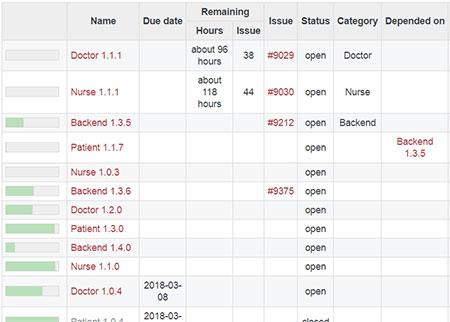 Name Due date Remaining Issue Status Category Depended on
Hours Issue
Doctor 1.1.1 about 96 hours 38 #9029 open Doctor
Nurse 1.1.1 about 118 hours 44 #9030 open Nurse
Backend 1.3.5 #9212 open Backend
Patient 1.1.7 open Backend 1.3.5
Nurse 1.0.3 open
Backend 1.3.6 #9375 open
Doctor 1.2.0 open
Patient 1.3.0 open
Backend 1.4.0 open
Nurse 1.1.0 open
Doctor 1.0.4 2018-03-08 open
Patient 1.0.4 2018-03- closed